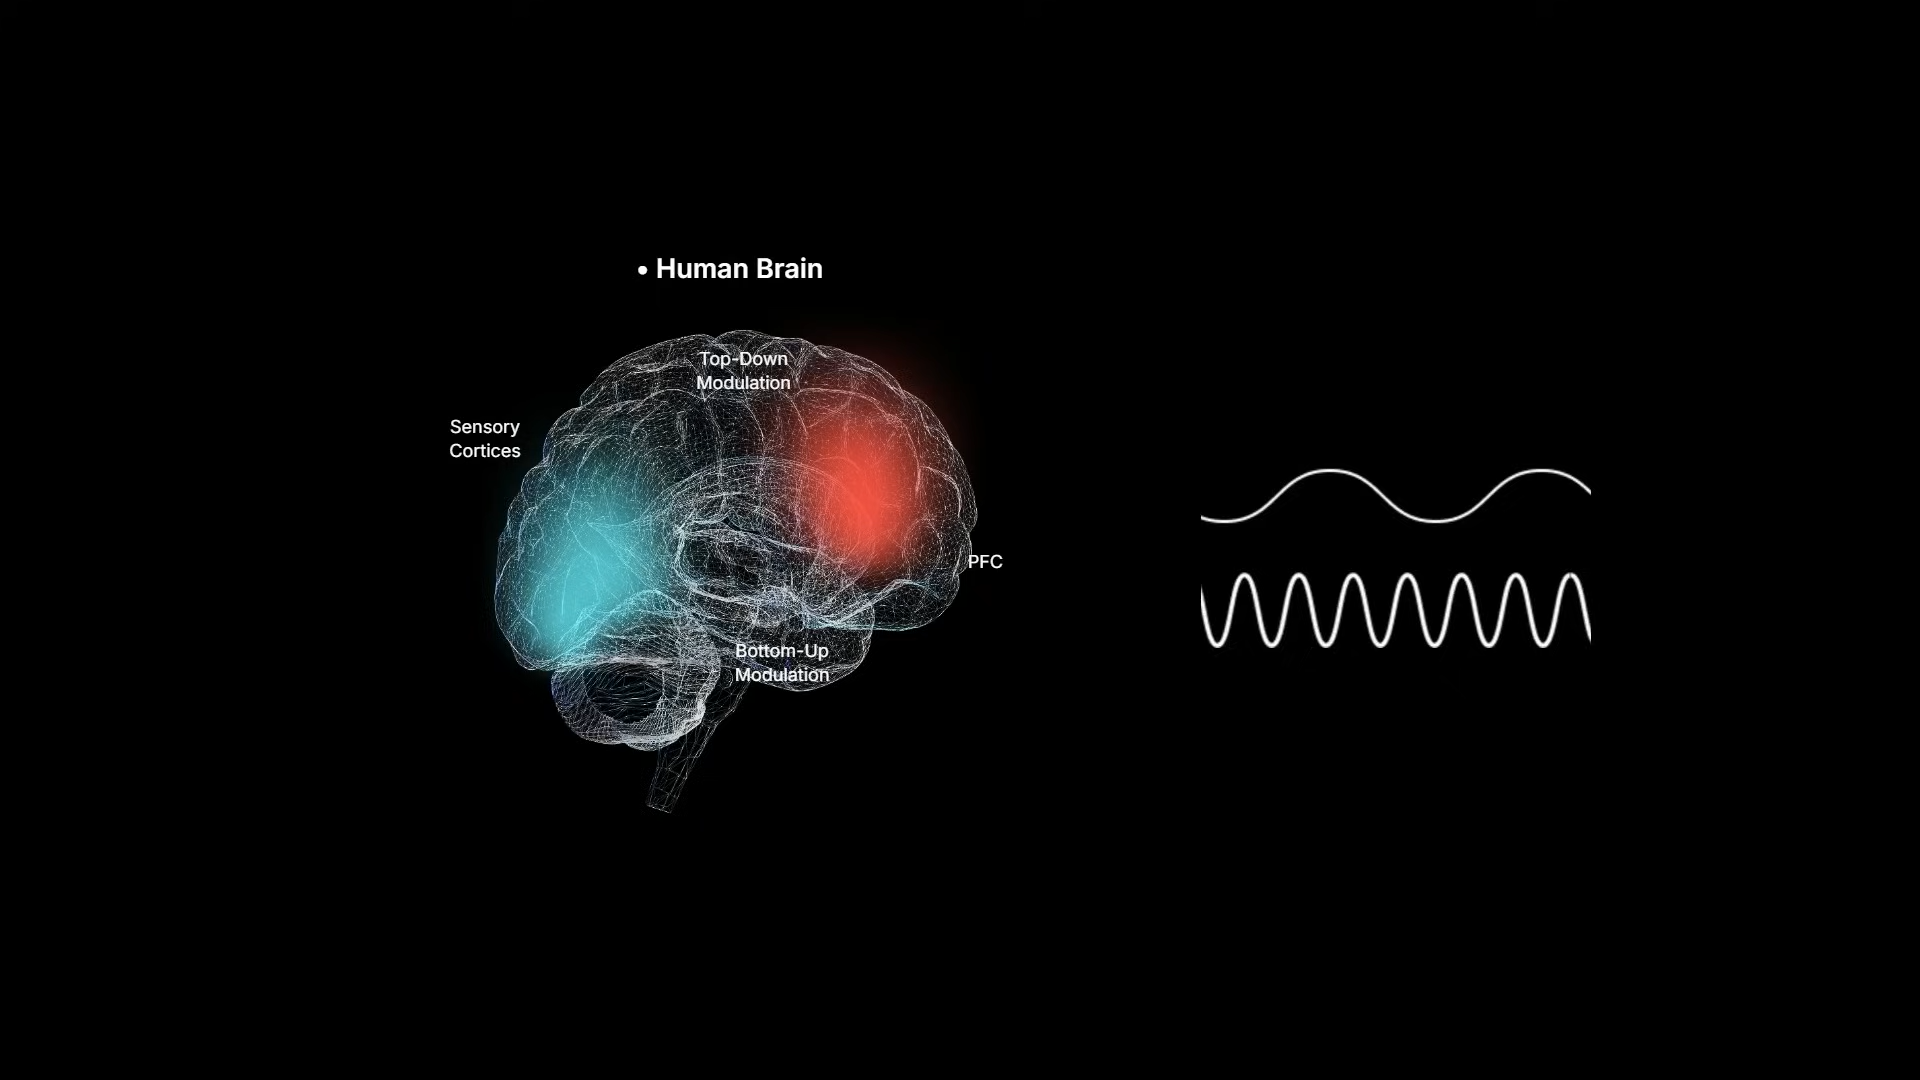 • Human Brain
Top-Down
Modulation
Sensory
Cortices
PFC
Bottom-Up
Modulation